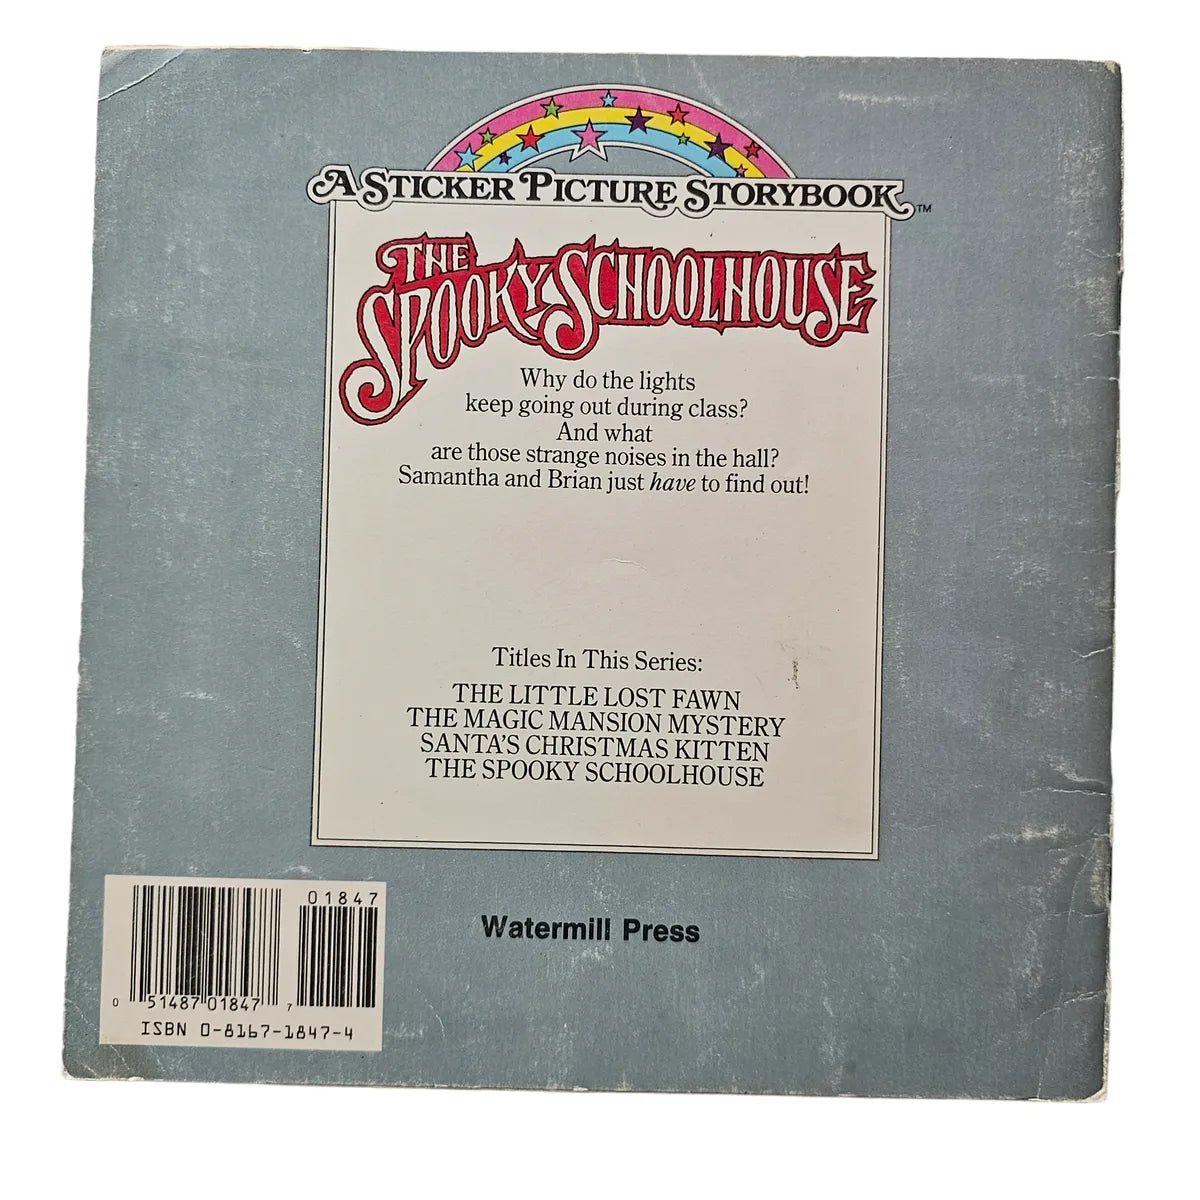 A STICKER PICTURE STORYBOOK™
THE
SPOOKY SCHOOLHOUSE
Why do the lights
keep going out during class?
And what
are those strange noises in the hall?
Samantha and Brian just have to find out!
Titles In This Series:
THE LITTLE LOST FAWN
THE MAGIC MANSION MYSTERY
SANTA'S CHRISTMAS KITTEN
THE SPOOKY SCHOOLHOUSE
Watermill Press
01847
0 51487 01847 7
ISBN 0-8167-1847-4